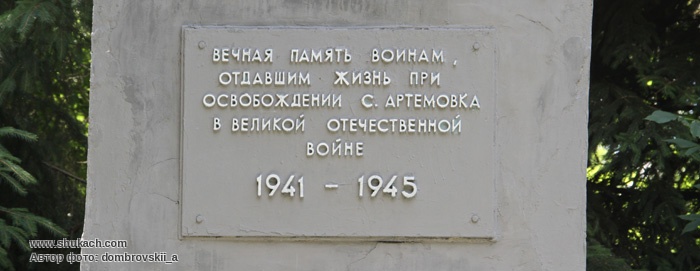 ВЕЧНАЯ ПАМЯТЬ ВОИНАМ,
ОТДАВШИМ ЖИЗНЬ ПРИ
ОСВОБОЖДЕНИИ С. АРТЕМОВКА
В ВЕЛИКОЙ ОТЕЧЕСТВЕННОЙ
ВОЙНЕ
1941 - 1945
www.shukach.com
Автор фото: dombrovskii_a